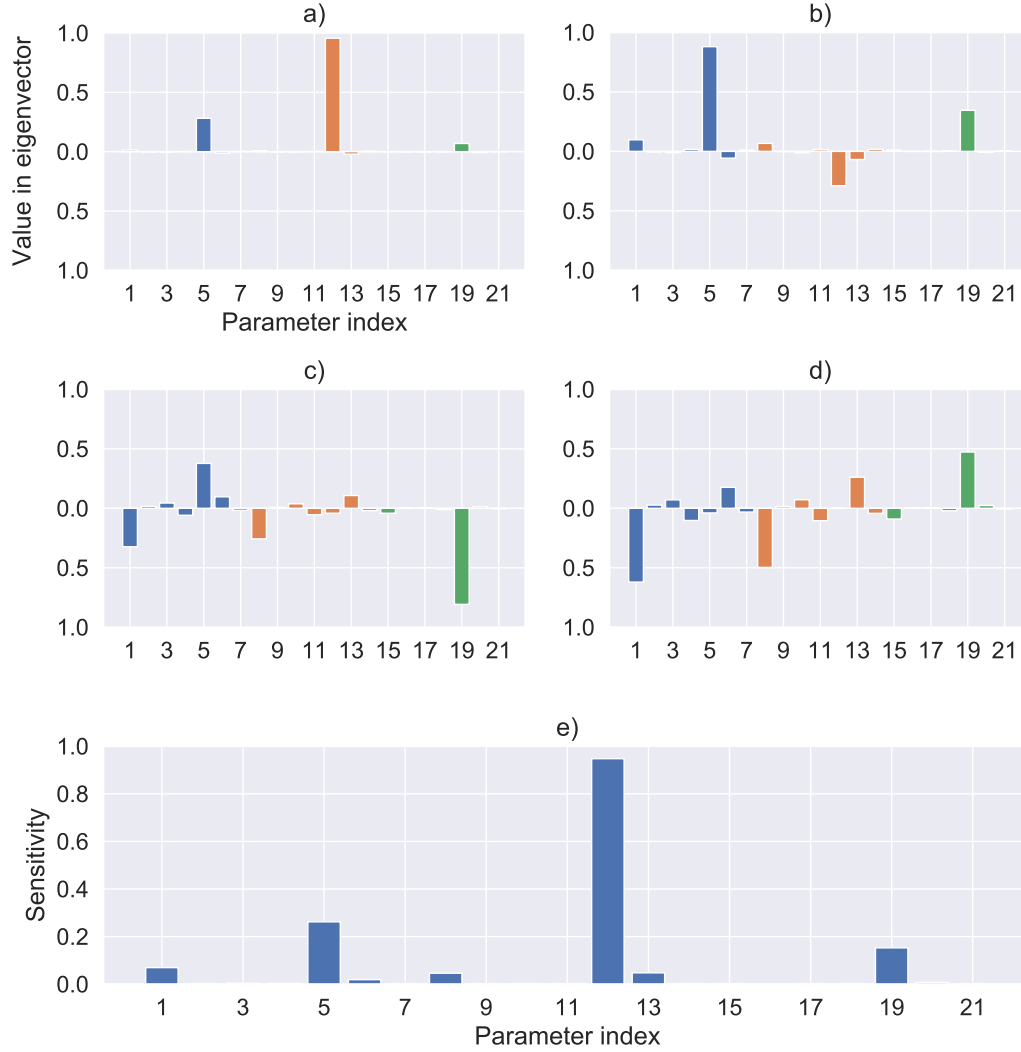 a) b)
Value in eigenvector
1.0 1.0
0.5 0.5
0.0 0.0
0.5 0.5
1.0 1.0
1 3 5 7 9 11 13 15 17 19 21 1 3 5 7 9 11 13 15 17 19 21
Parameter index
c) d)
1.0 1.0
0.5 0.5
0.0 0.0
0.5 0.5
1.0 1.0
1 3 5 7 9 11 13 15 17 19 21 1 3 5 7 9 11 13 15 17 19 21
e)
Sensitivity
1.0
0.8
0.6
0.4
0.2
0.0
1 3 5 7 9 11 13 15 17 19 21
Parameter index